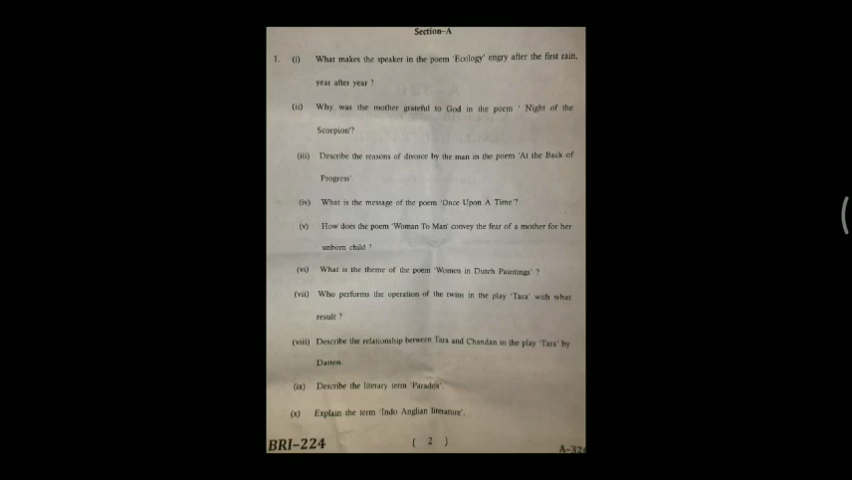 Section-A
1. (i) What makes the speaker in the poem 'Ecology' engry after the first rain,
year after year ?
(ii) Why was the mother grateful to God in the poem ' Night of the
Scorpion'?
(iii) Describe the reasons of divorce by the man in the poem 'At the Back of
Progress'.
(iv) What is the message of the poem 'Once Upon A Time'?
(v) How does the poem 'Woman To Man' convey the fear of a mother for her
unborn child ?
(vi) What is the theme of the poem 'Women in Dutch Paintings' ?
(vii) Who performs the operation of the twins in the play 'Tara' with what
result ?
(viii) Describe the relationship between Tara and Chandan in the play 'Tara' by
Datten.
(ix) Describe the literary term 'Paradox'.
(x) Explain the term 'Indo Anglian literature'.
BRI-224
( 2 )
A-324